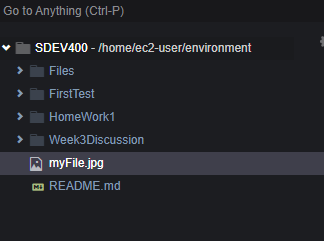 Go to Anything (Ctrl-P)
SDEV400 - /home/ec2-user/environment
Files
FirstTest
HomeWork1
Week3Discussion
myFile.jpg
README.md